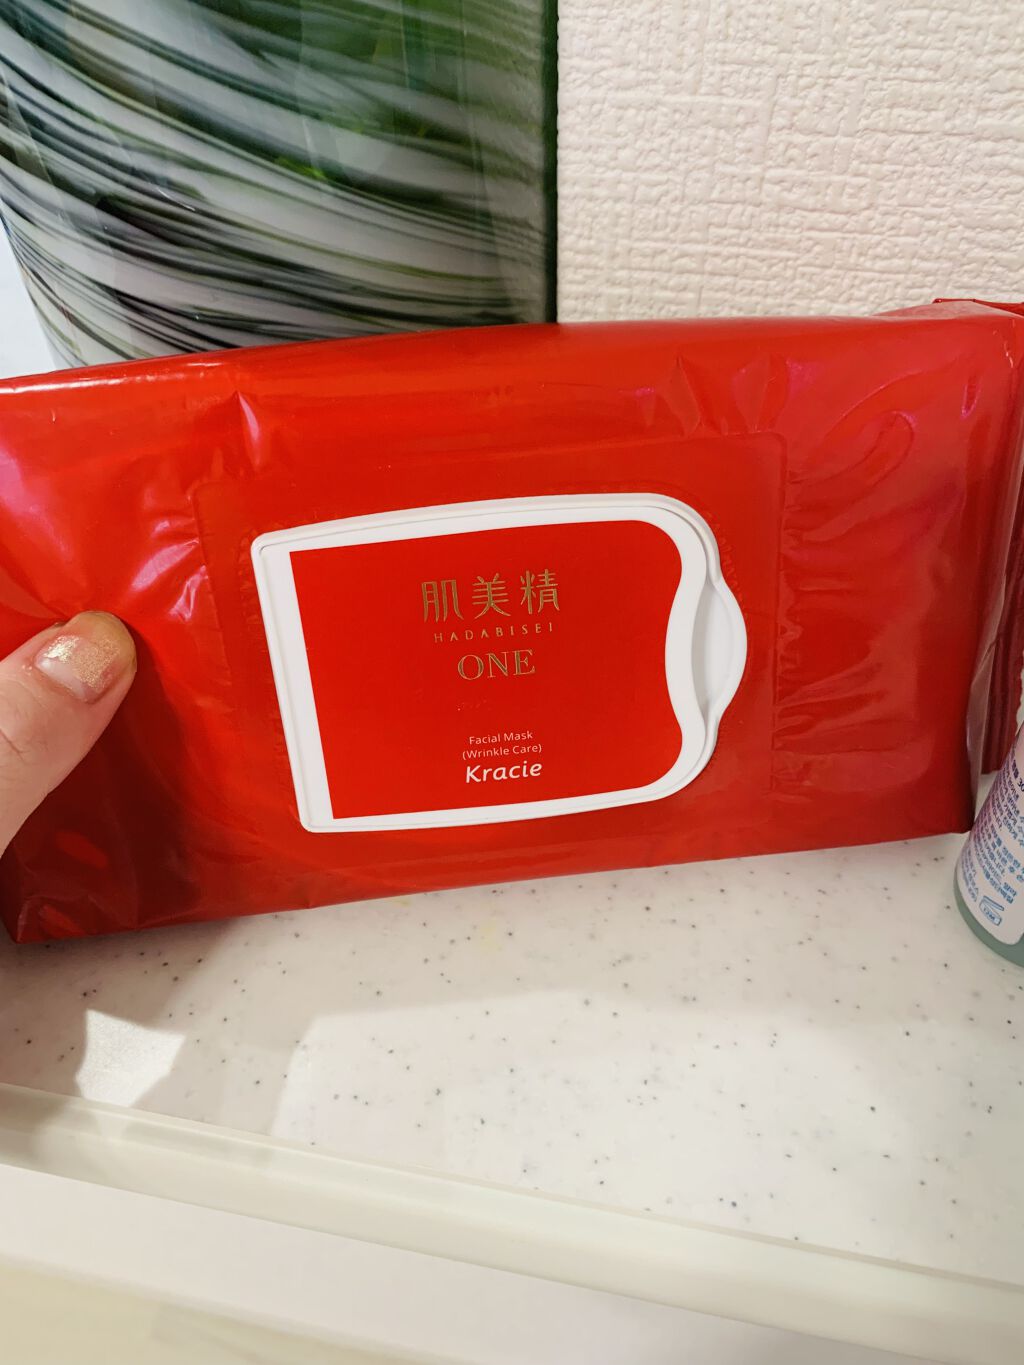 肌美精
HADABISEI
ONE
Facial Mask
(Wrinkle Care)
Kracie